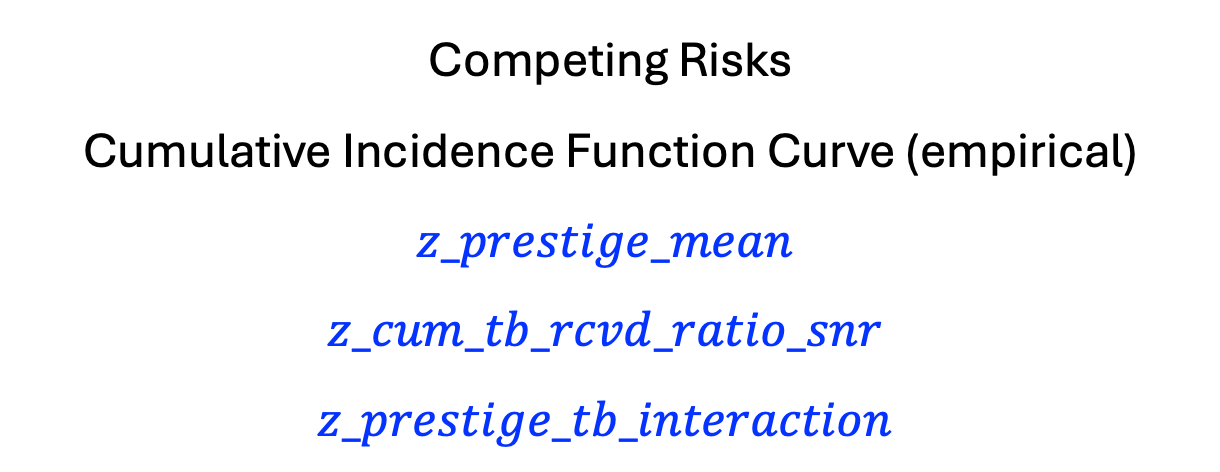 Competing Risks
Cumulative Incidence Function Curve (empirical)
z_prestige_mean
z_cum_tb_rcvd_ratio_snr
z_prestige_tb_interaction